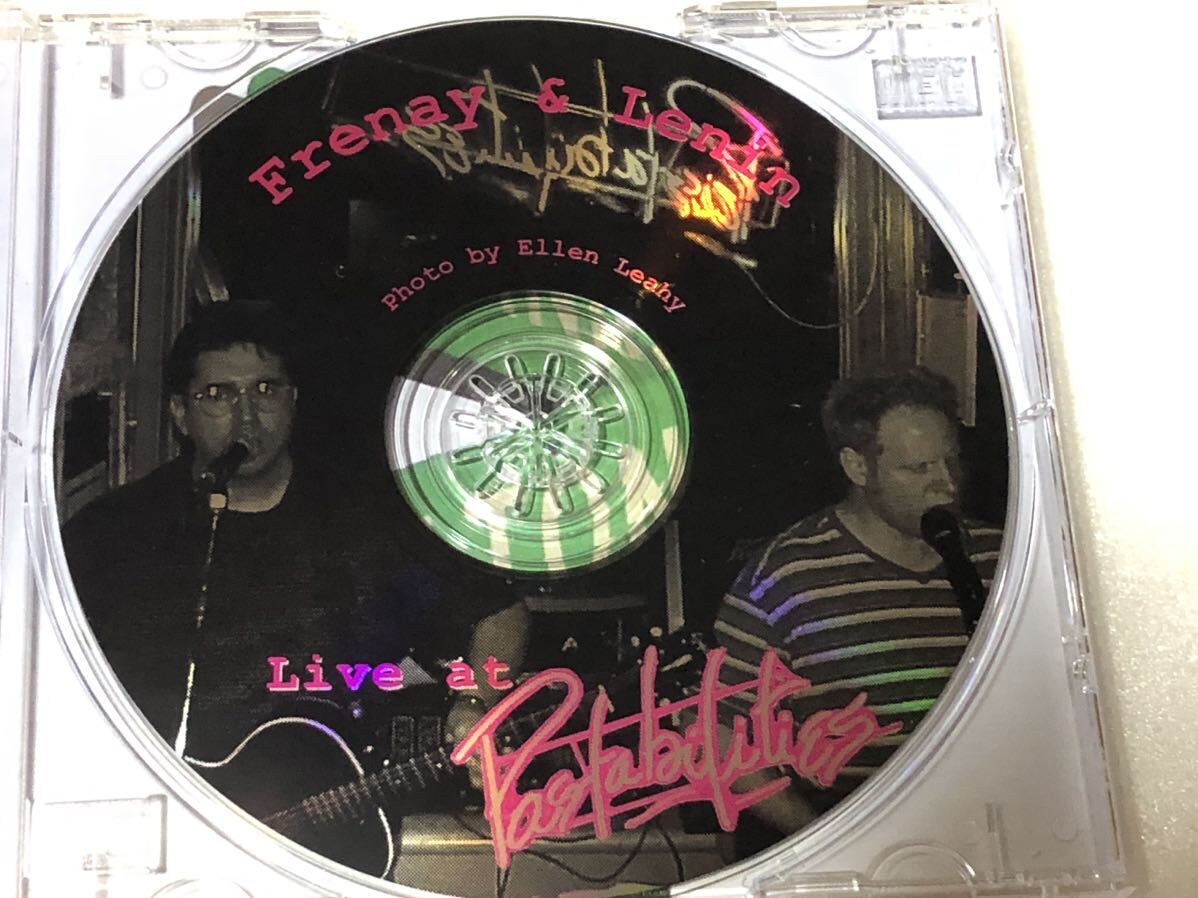 Frenay & Lenin
Photo by Ellen Leahy
Live at
Pastabilities